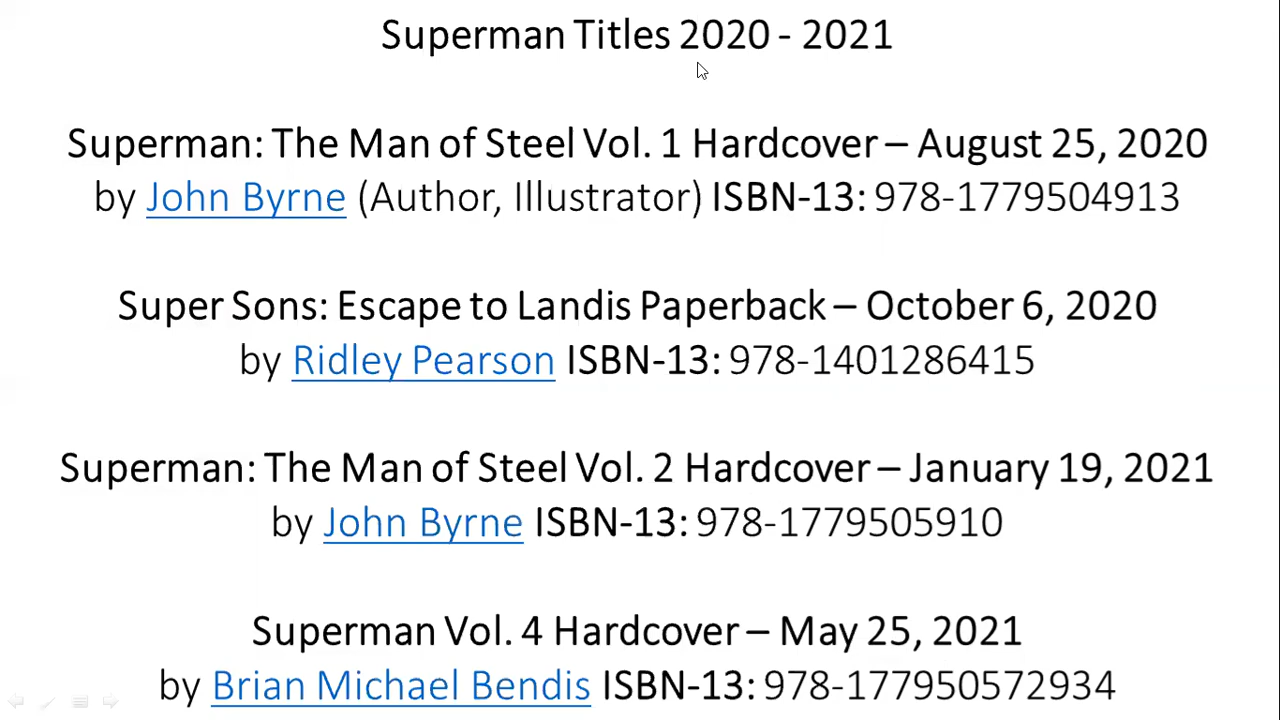 Superman Titles 2020 - 2021
Superman: The Man of Steel Vol. 1 Hardcover – August 25, 2020
by John Byrne (Author, Illustrator) ISBN-13: 978-1779504913
Super Sons: Escape to Landis Paperback – October 6, 2020
by Ridley Pearson ISBN-13: 978-1401286415
Superman: The Man of Steel Vol. 2 Hardcover – January 19, 2021
by John Byrne ISBN-13: 978-1779505910
Superman Vol. 4 Hardcover – May 25, 2021
by Brian Michael Bendis ISBN-13: 978-177950572934